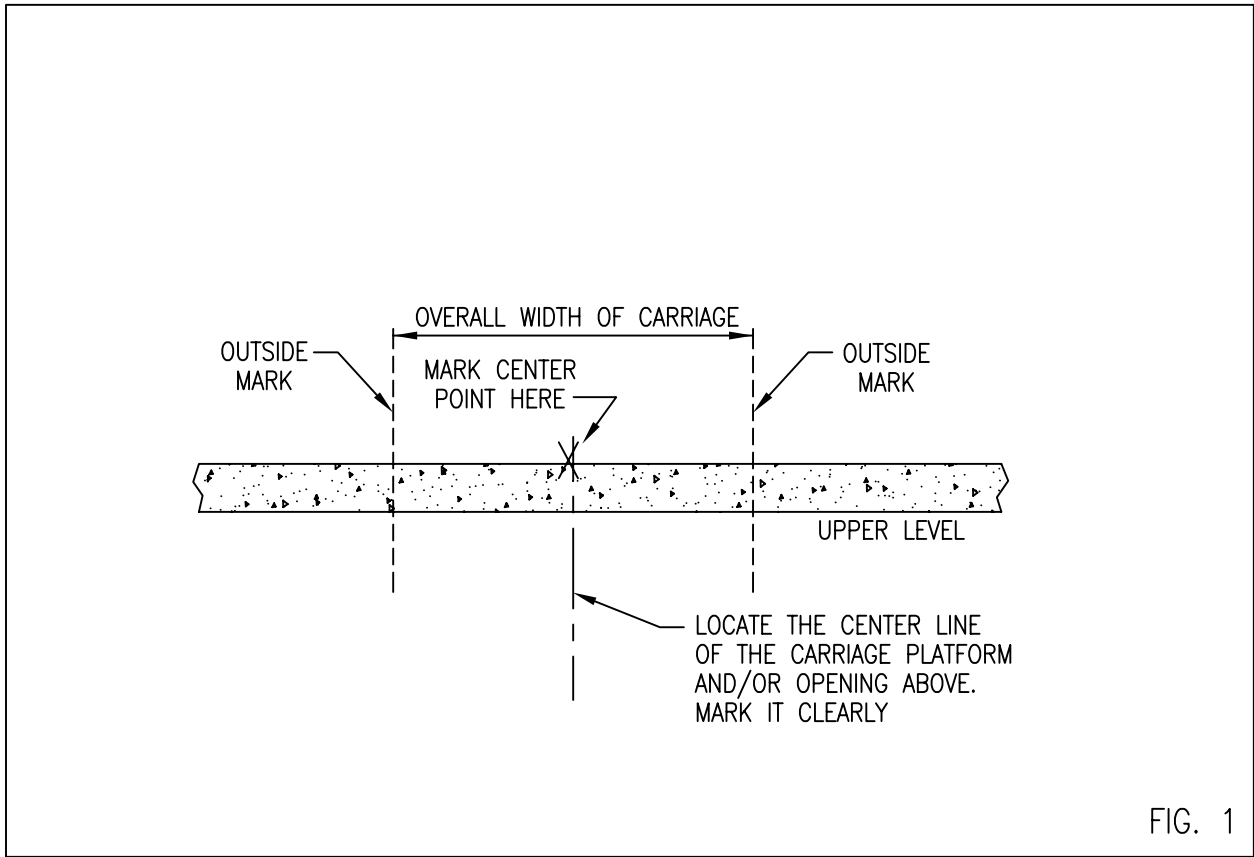 OVERALL WIDTH OF CARRIAGE
OUTSIDE
MARK
MARK CENTER
POINT HERE
OUTSIDE
MARK
UPPER LEVEL
LOCATE THE CENTER LINE
OF THE CARRIAGE PLATFORM
AND/OR OPENING ABOVE.
MARK IT CLEARLY
FIG. 1